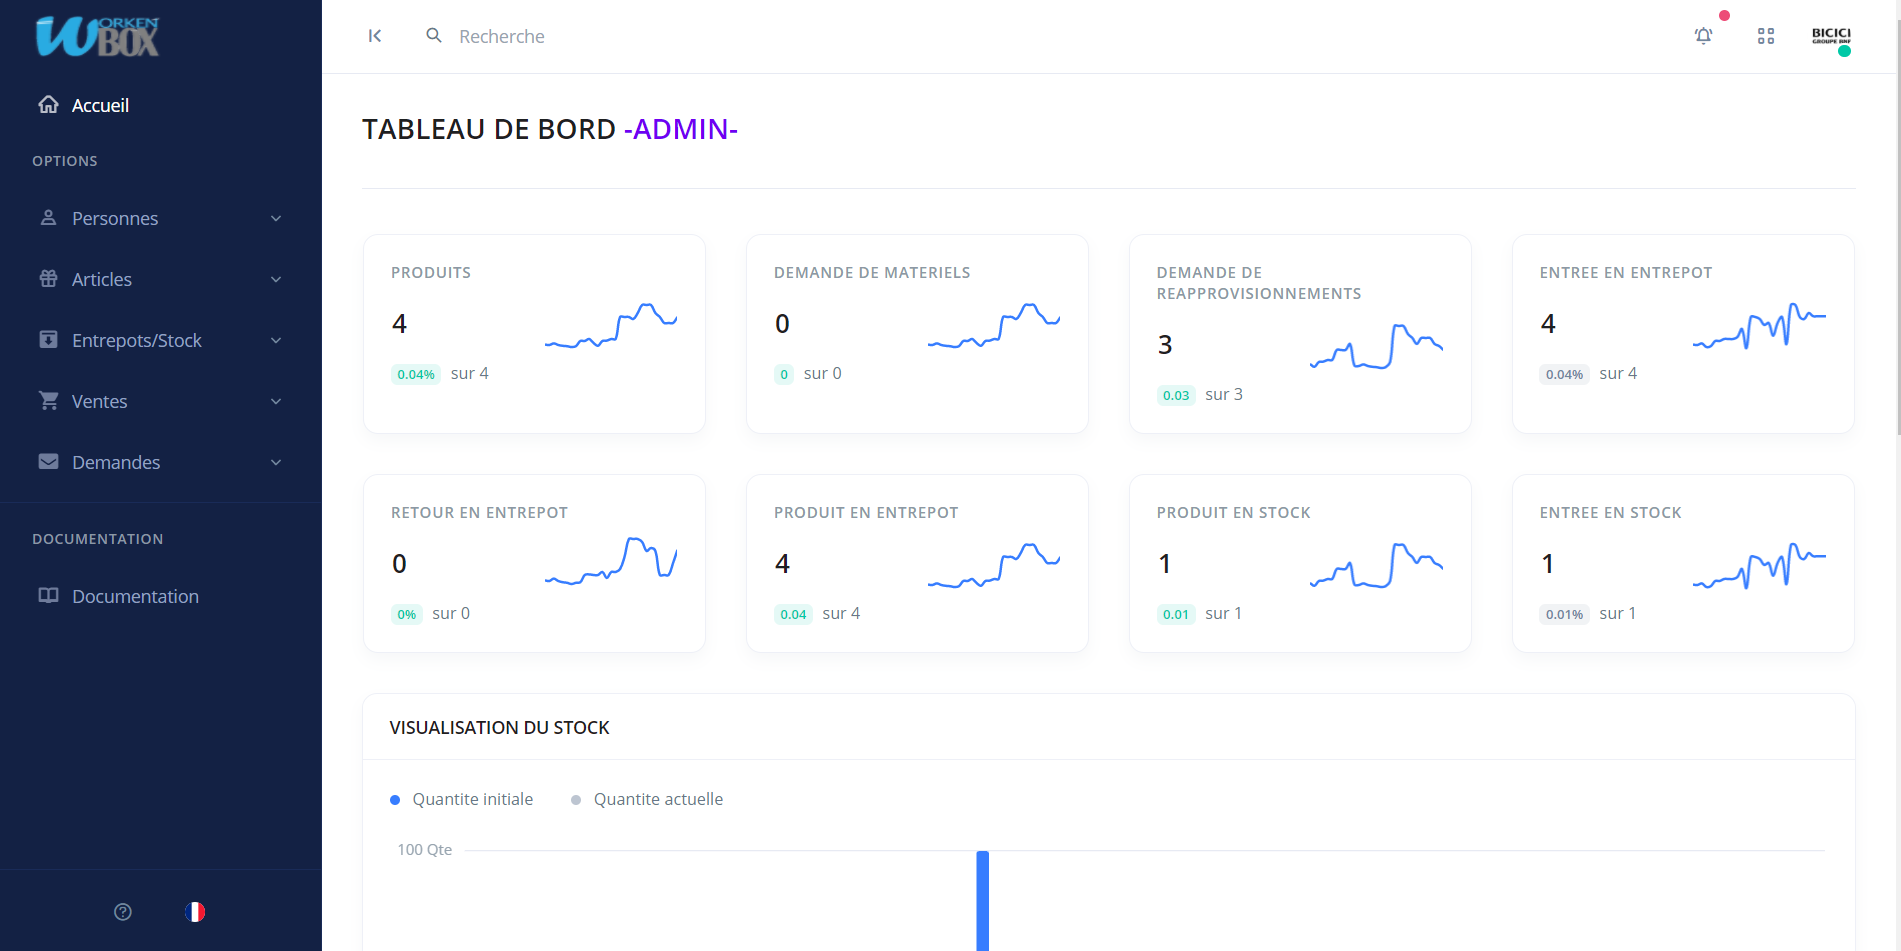 WORKEN
BOX
Recherche
BICICI
GROUPE BNP
Accueil
OPTIONS
Personnes
Articles
Entrepots/Stock
Ventes
Demandes
DOCUMENTATION
Documentation
TABLEAU DE BORD -ADMIN-
PRODUITS
4
0.04% sur 4
DEMANDE DE MATERIELS
0
0 sur 0
DEMANDE DE
REAPPROVISIONNEMENTS
3
0.03 sur 3
ENTREE EN ENTREPOT
4
0.04% sur 4
RETOUR EN ENTREPOT
0
0% sur 0
PRODUIT EN ENTREPOT
4
0.04 sur 4
PRODUIT EN STOCK
1
0.01 sur 1
ENTREE EN STOCK
1
0.01% sur 1
VISUALISATION DU STOCK
Quantite initiale Quantite actuelle
100 Qte